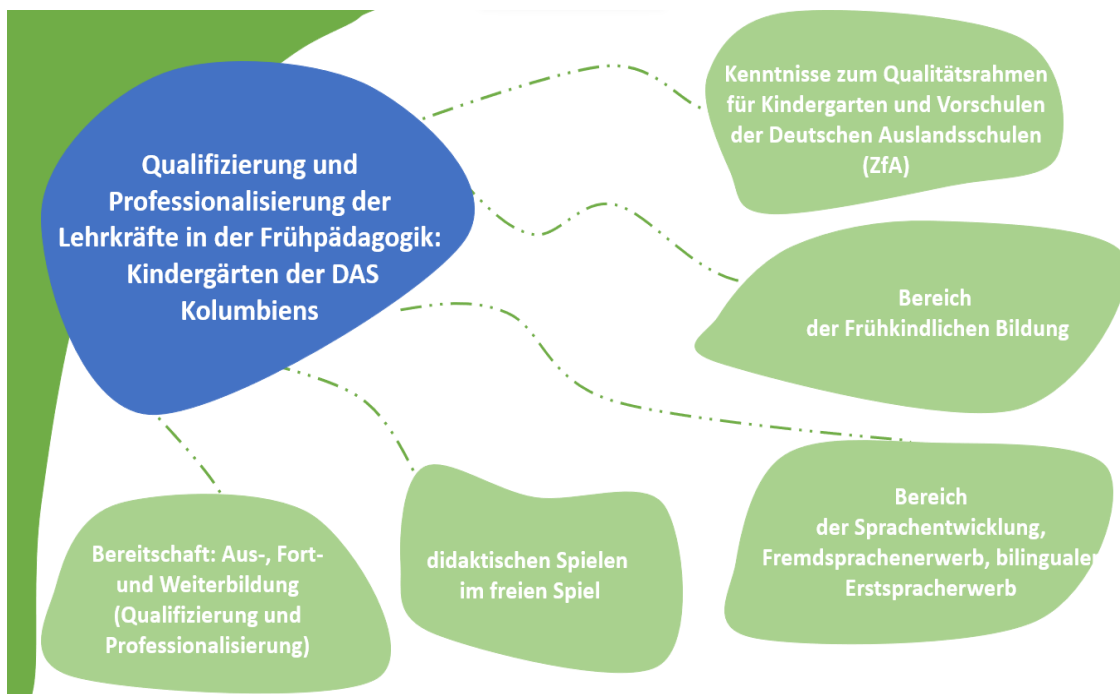 Qualifizierung und
Professionalisierung der
Lehrkräfte in der Frühpädagogik:
Kindergärten der DAS
Kolumbiens
Kenntnisse zum Qualitätsrahmen
für Kindergarten und Vorschulen
der Deutschen Auslandsschulen
(ZfA)
Bereich
der Frühkindlichen Bildung
Bereich
der Sprachentwicklung,
Fremdsprachenerwerb, bilingualer
Erstspracherwerb
didaktischen Spielen
im freien Spiel
Bereitschaft: Aus-, Fort-
und Weiterbildung
(Qualifizierung und
Professionalisierung)